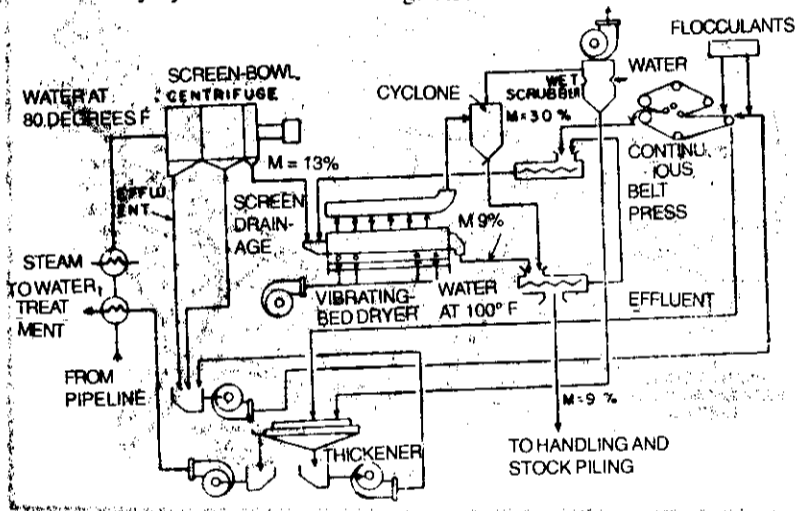 FLOCCULANTS
SCREEN-BOWL
CENTRIFUGE
WATER AT
80 DEGREES F
CYCLONE
WET
SCRUBBER
WATER
M=30 %
M = 13%
CONTINU.
IOUS
BELT
PRESS
EFFLU
ENT
SCREEN
DRAIN-
AGE
M 9%
STEAM
TO WATER
TREAT
MENT
VIBRATING-
BED DRYER
WATER
AT 100° F
EFFLUENT
FROM
PIPELINE
M=9 %
THICKENER
TO HANDLING AND
STOCK PILING